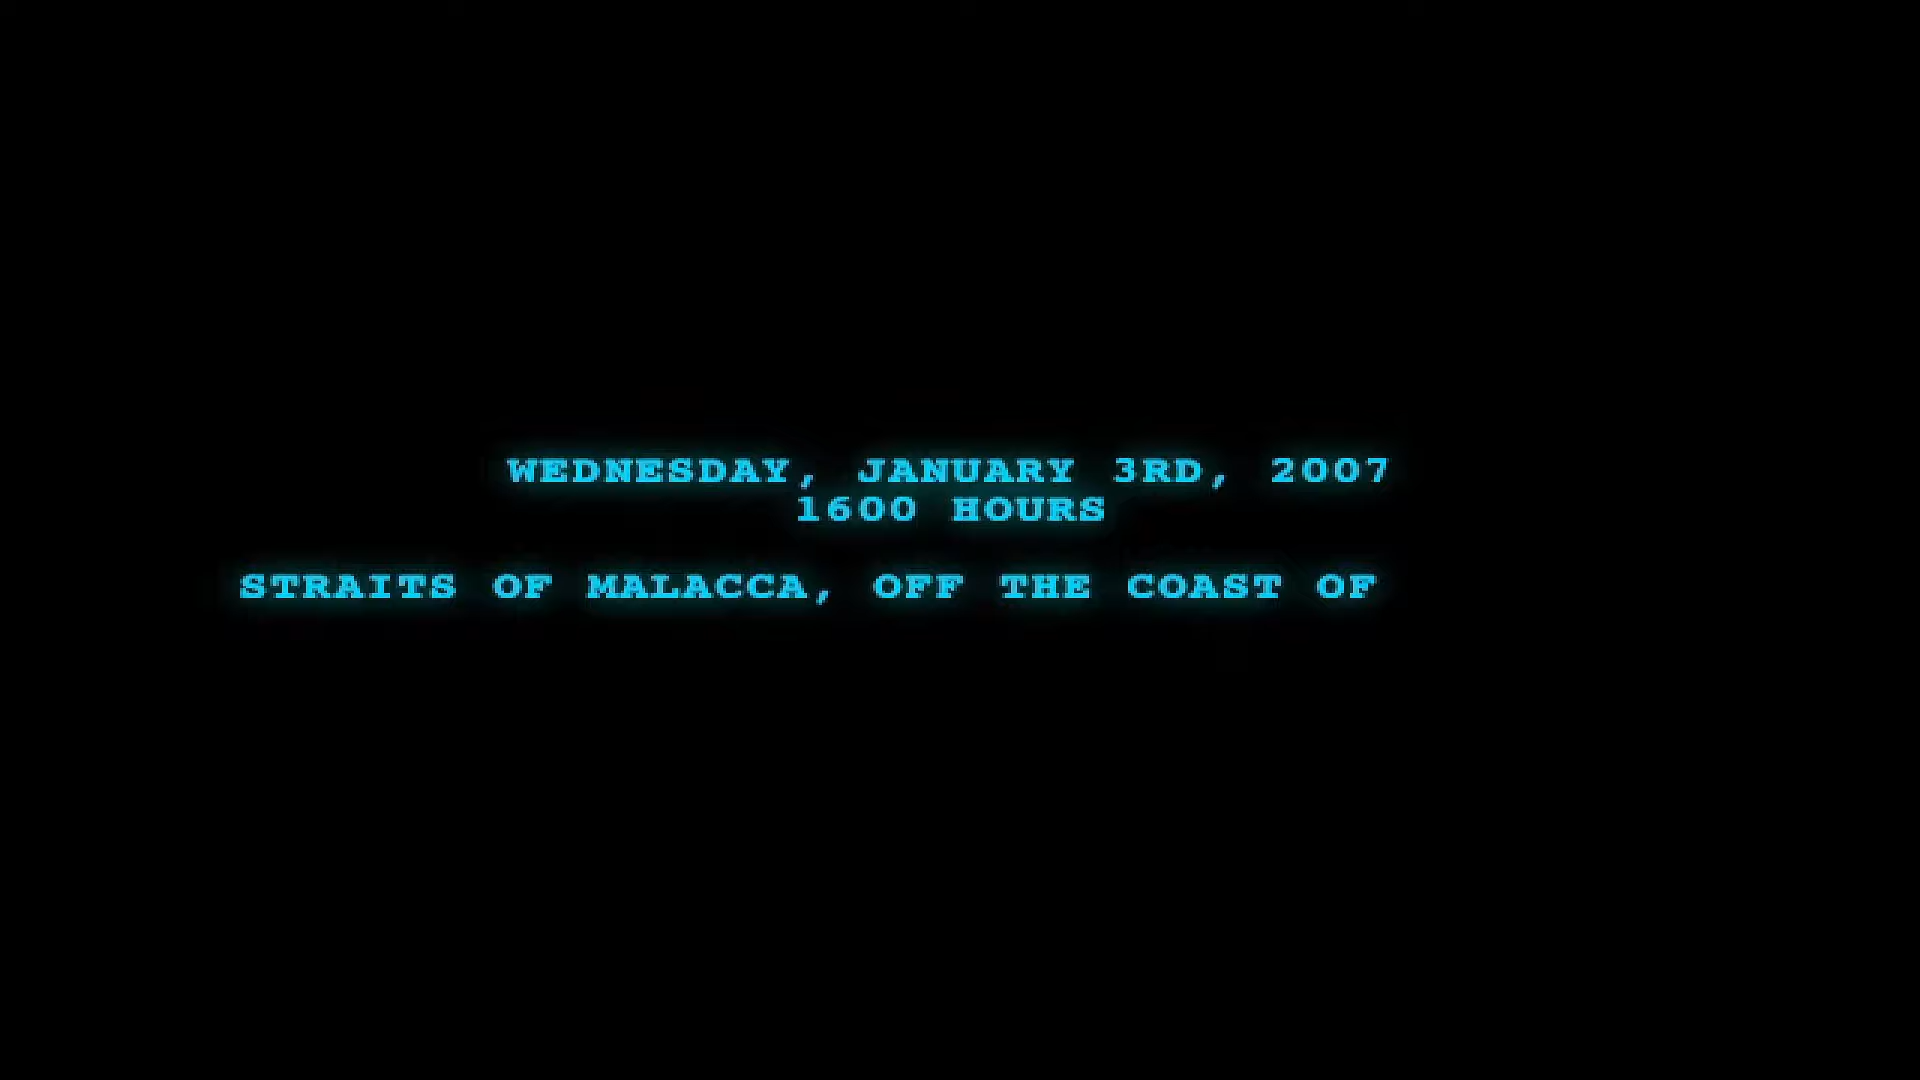 WEDNESDAY, JANUARY 3RD, 2007
1600 HOURS
STRAITS OF MALACCA, OFF THE COAST OF